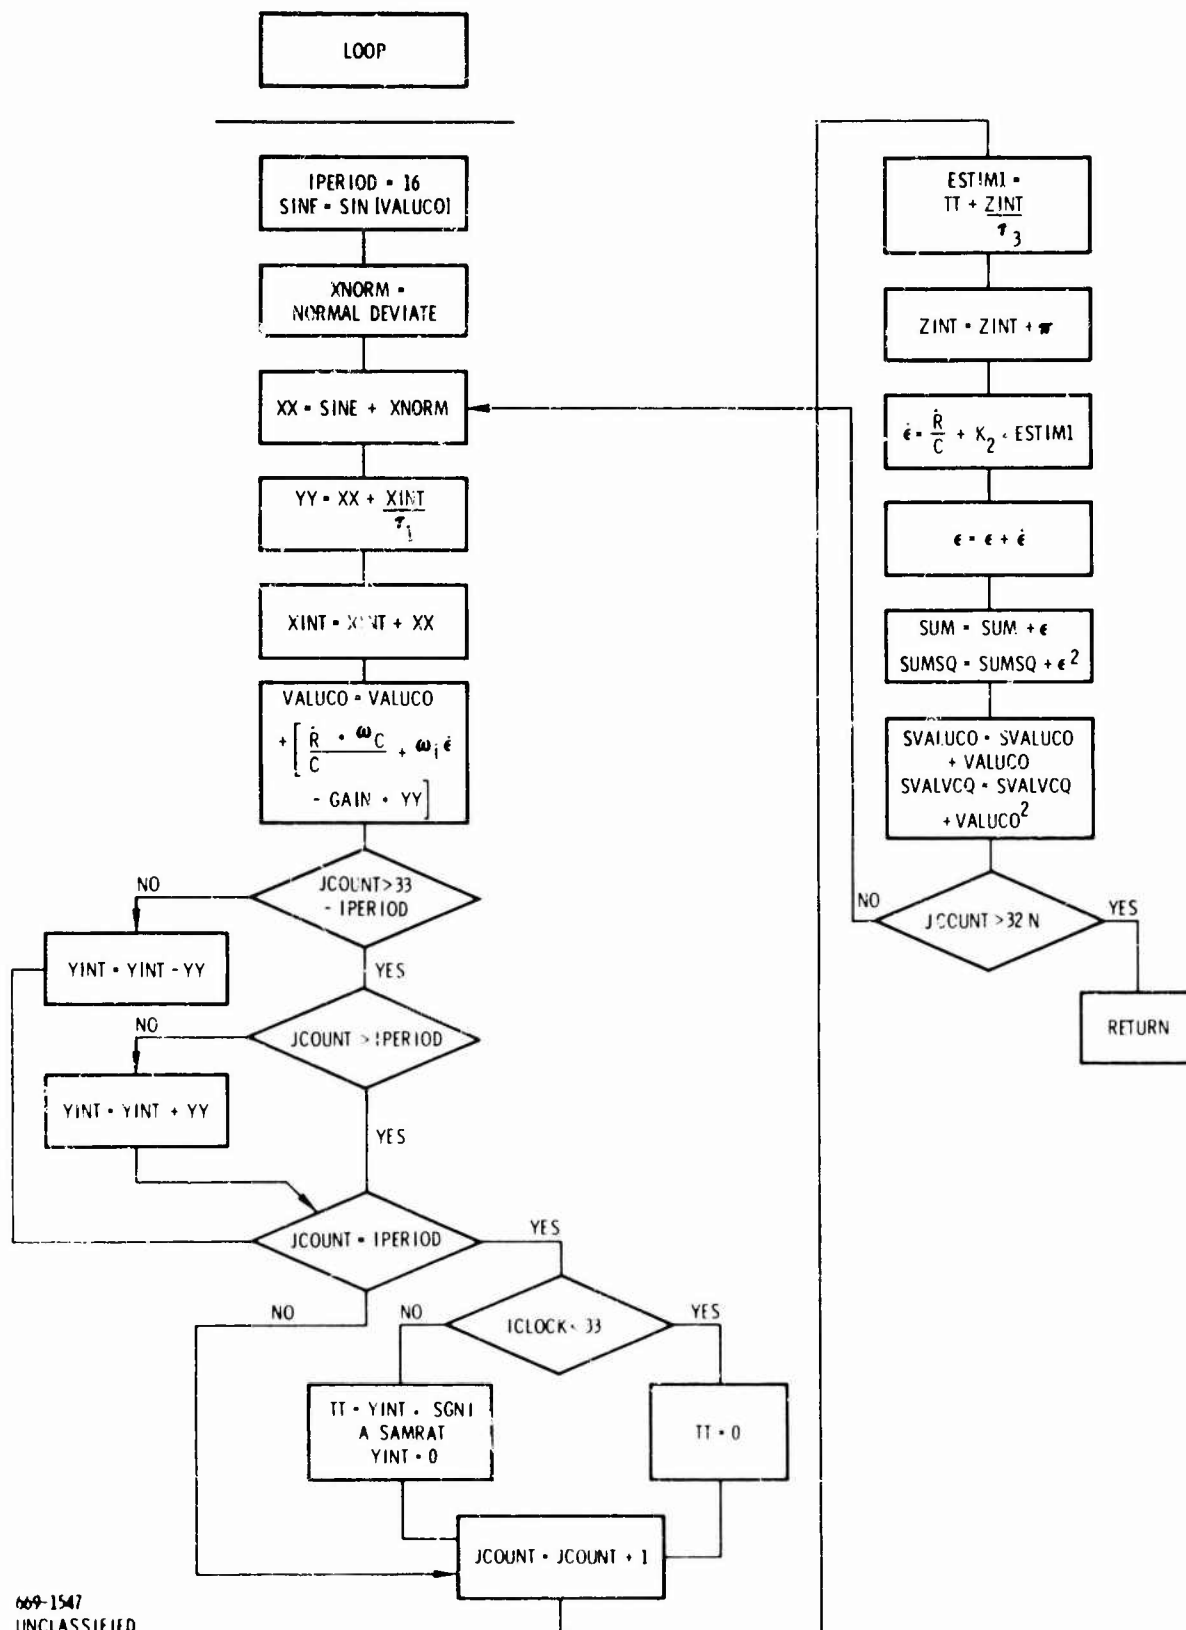 LOOP
IPERIOD = 16
SINE = SIN [VALUCO]
XNORM =
NORMAL DEVIATE
XX = SINE + XNORM
YY = XX + XINT
τ1
XINT = XINT + XX
VALUCO = VALUCO
+ [ Ṙ • ωC + ωi ϵ̇
C
- GAIN • YY ]
JCOUNT > 33
- IPERIOD
NO
YES
YINT = YINT - YY
JCOUNT > IPERIOD
NO
YES
YINT = YINT + YY
JCOUNT = IPERIOD
YES
NO
ICLOCK < 33
NO
YES
TT = YINT • SGN1
A SAMRAT
YINT = 0
TT = 0
JCOUNT = JCOUNT + 1
ESTIM1 =
TT + ZINT
τ3
ZINT = ZINT + π
ϵ̇ = Ṙ + K2 • ESTIM1
C
ϵ = ϵ + ϵ̇
SUM = SUM + ϵ
SUMSQ = SUMSQ + ϵ2
SVALUCO = SVALUCO
+ VALUCO
SVALVCQ = SVALVCQ
+ VALUCO2
JCOUNT > 32 N
NO
YES
RETURN
669-1547
UNCLASSIFIED